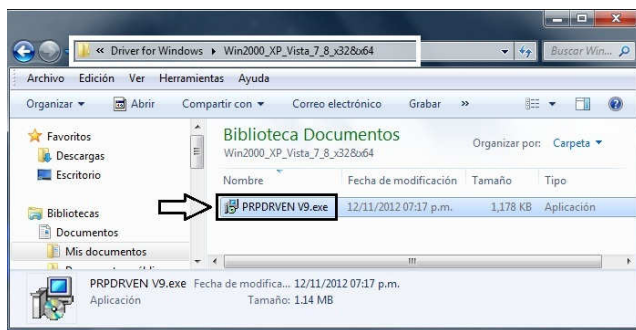 « Driver for Windows ▸ Win2000_XP_Vista_7_8_x32&x64
Buscar Win...
Archivo Edición Ver Herramientas Ayuda
Organizar Abrir Compartir con Correo electrónico Grabar »
Favoritos
Descargas
Escritorio
Bibliotecas
Documentos
Mis documentos
Biblioteca Documentos
Win2000_XP_Vista_7_8_x32&x64
Organizar por: Carpeta
Nombre Fecha de modificación Tamaño Tipo
PRPDRVEN V9.exe 12/11/2012 07:17 p.m. 1,178 KB Aplicación
PRPDRVEN V9.exe Fecha de modifica... 12/11/2012 07:17 p.m.
Aplicación Tamaño: 1.14 MB